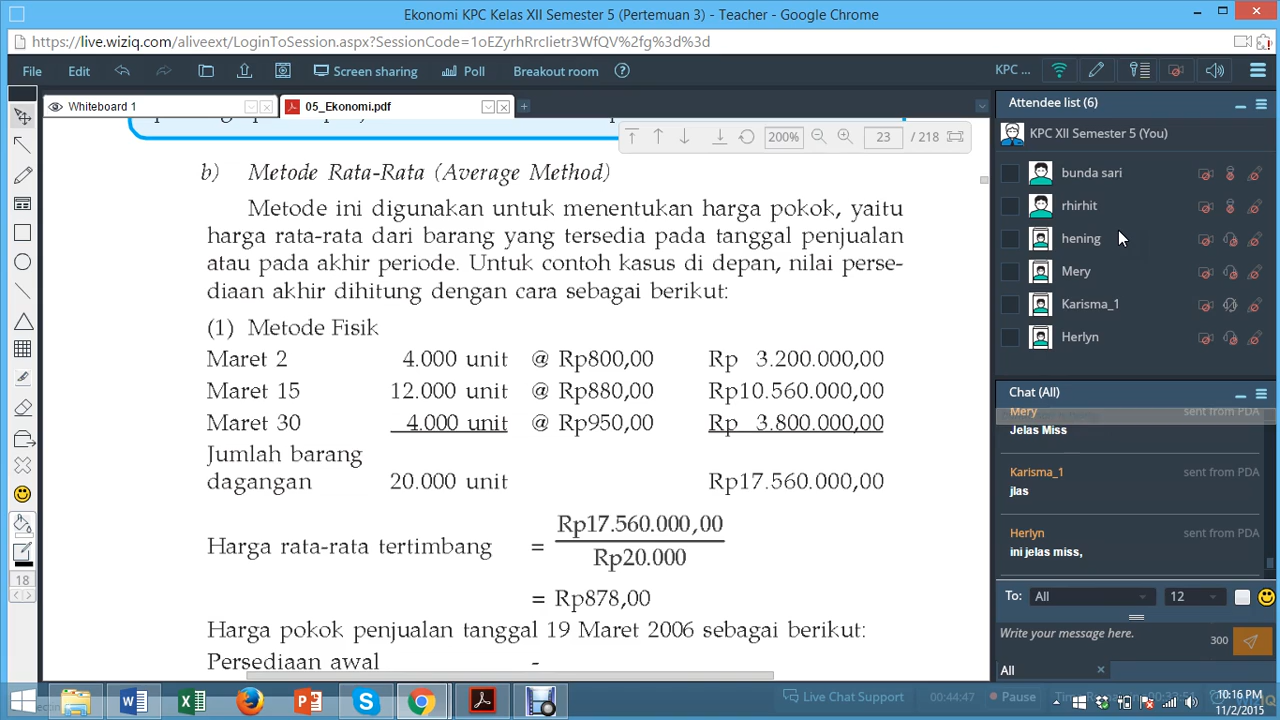 Ekonomi KPC Kelas XII Semester 5 (Pertemuan 3) - Teacher - Google Chrome
https://live.wiziq.com/aliveext/LoginToSession.aspx?SessionCode=1oEZyrhRrcIietr3WfQV%2fg%3d%3d
File Edit Screen sharing Poll Breakout room KPC ...
Whiteboard 1 05_Ekonomi.pdf
200% 23 / 218
b) Metode Rata-Rata (Average Method)
Metode ini digunakan untuk menentukan harga pokok, yaitu
harga rata-rata dari barang yang tersedia pada tanggal penjualan
atau pada akhir periode. Untuk contoh kasus di depan, nilai perse-
diaan akhir dihitung dengan cara sebagai berikut:
(1) Metode Fisik
Maret 2 4.000 unit @ Rp800,00 Rp 3.200.000,00
Maret 15 12.000 unit @ Rp880,00 Rp10.560.000,00
Maret 30 4.000 unit @ Rp950,00 Rp 3.800.000,00
Jumlah barang
dagangan 20.000 unit Rp17.560.000,00
Rp17.560.000,00
Harga rata-rata tertimbang =
Rp20.000
= Rp878,00
Harga pokok penjualan tanggal 19 Maret 2006 sebagai berikut:
Persediaan awal -
18
Attendee list (6)
KPC XII Semester 5 (You)
bunda sari
rhirhit
hening
Mery
Karisma_1
Herlyn
Chat (All)
Mery sent from PDA
Jelas Miss
Karisma_1 sent from PDA
jlas
Herlyn sent from PDA
ini jelas miss,
To: All 12
Write your message here. 300
All
Live Chat Support 00:44:47 Pause
10:16 PM
11/2/2015